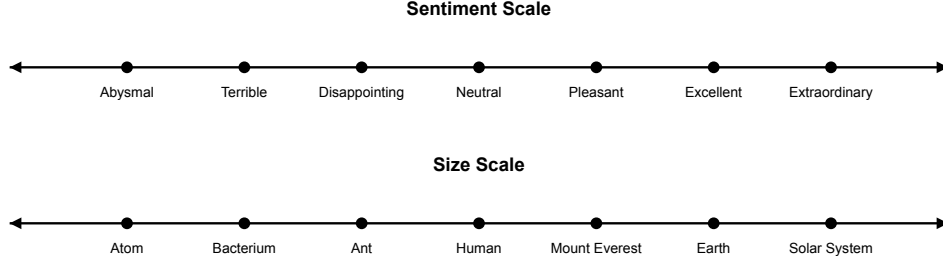 Sentiment Scale
Abysmal Terrible Disappointing Neutral Pleasant Excellent Extraordinary
Size Scale
Atom Bacterium Ant Human Mount Everest Earth Solar System